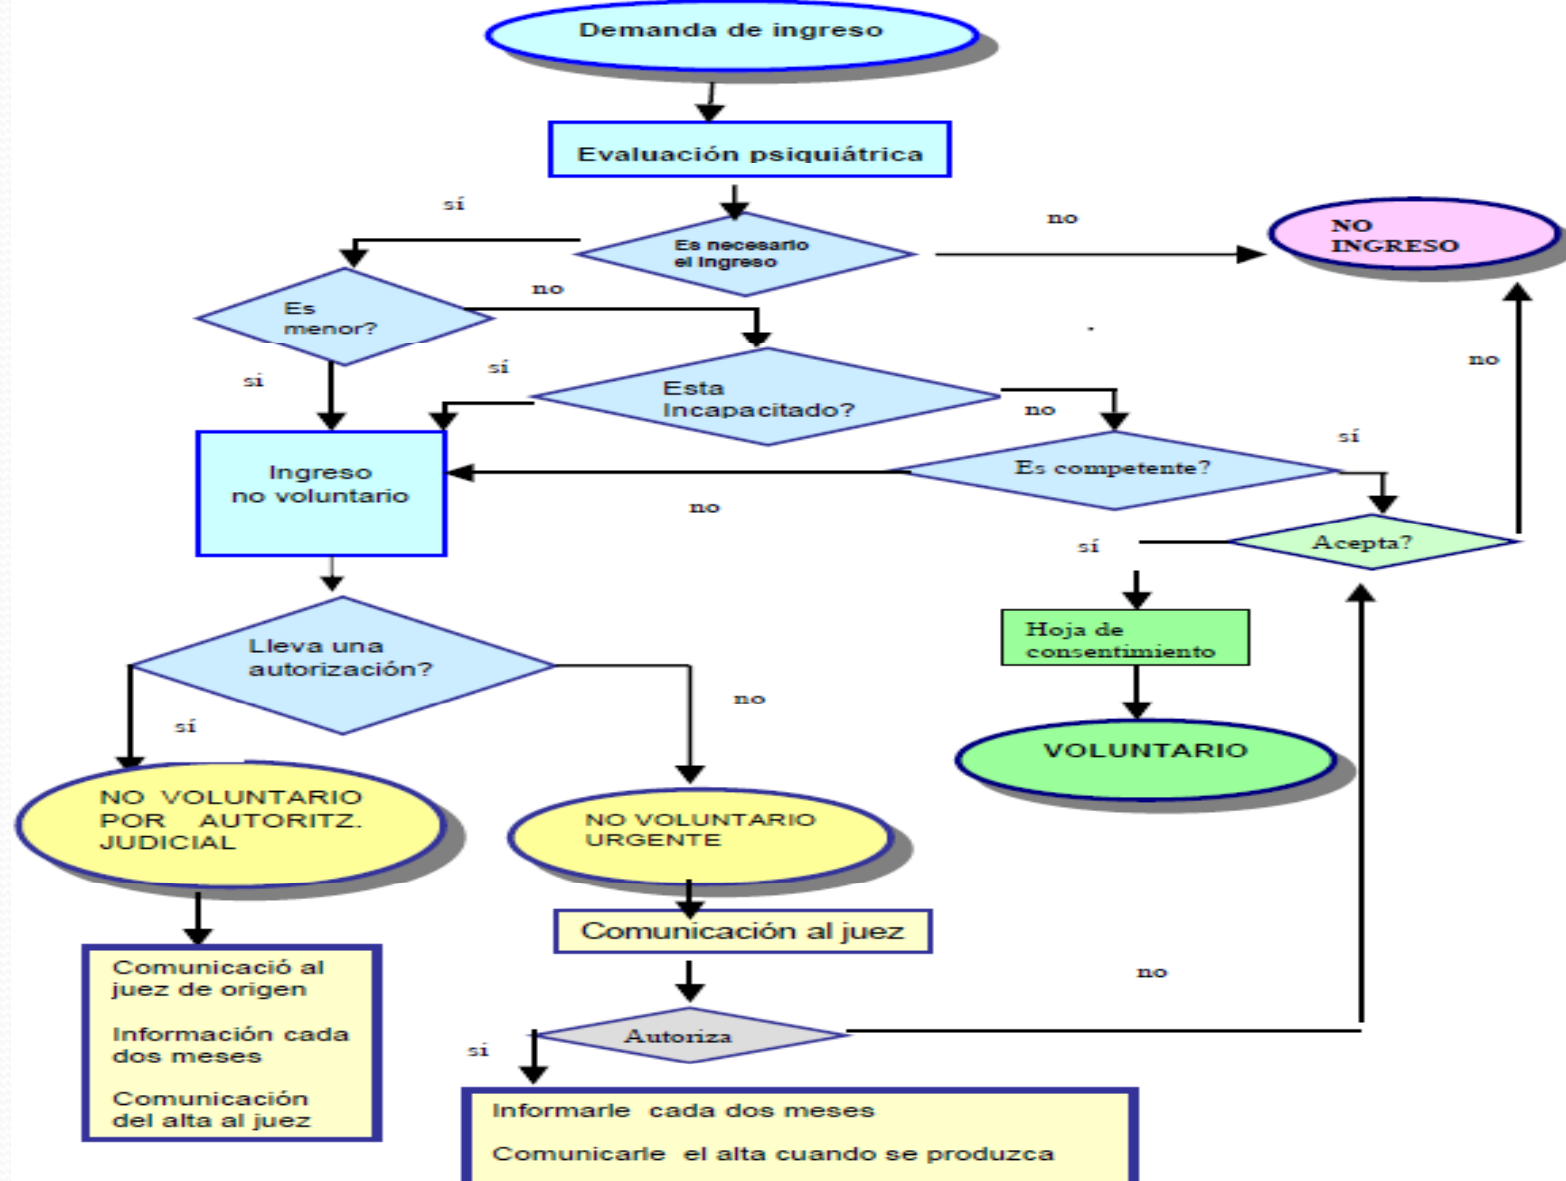 Demanda de ingreso
Evaluación psiquiátrica
sí
no
Es necesario
el Ingreso
NO
INGRESO
no
Es
menor?
no
si
sí
Esta
Incapacitado?
no
sí
Ingreso
no voluntario
Es competente?
no
sí
Acepta?
Hoja de
consentimiento
Lleva una
autorización?
no
sí
VOLUNTARIO
NO VOLUNTARIO
POR AUTORITZ.
JUDICIAL
NO VOLUNTARIO
URGENTE
Comunicación al juez
Comunicació al
juez de origen
Información cada
dos meses
Comunicación
del alta al juez
no
Autoriza
si
Informarle cada dos meses
Comunicarle el alta cuando se produzca